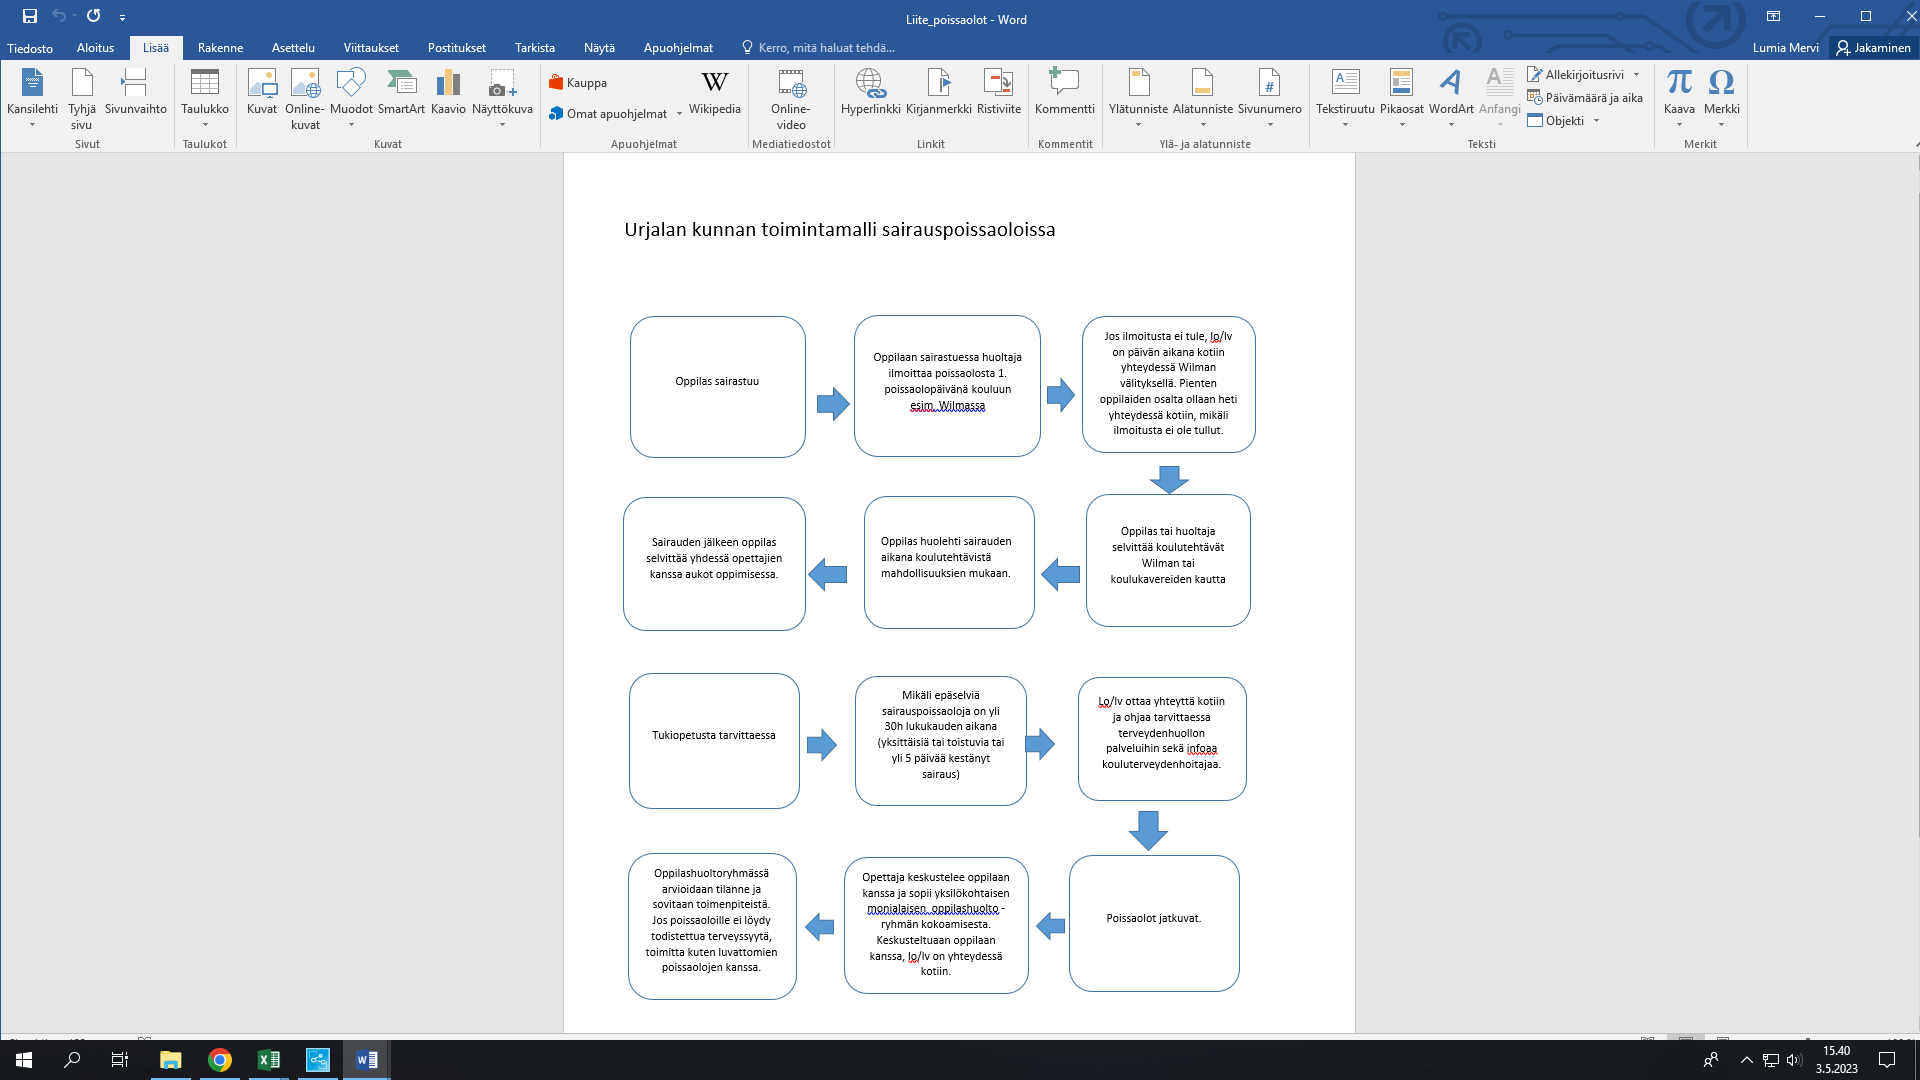 Liite_poissaolot - Word
Tiedosto
Aloitus
Lisää
Rakenne
Asettelu
Viittaukset
Postitukset
Tarkista
Näytä
Apuohjelmat
Kerro, mitä haluat tehdä...
Lumia Mervi
Jakaminen
Kansilehti
Tyhjä
sivu
Sivunvaihto
Taulukko
Kuvat
Online-
kuvat
Muodot
SmartArt
Kaavio
Näyttökuva
Kauppa
Omat apuohjelmat
Wikipedia
Online-
video
Hyperlinkki
Kirjanmerkki
Ristiviite
Kommentti
Ylätunniste
Alatunniste
Sivunumero
Tekstiruutu
Pikaosat
WordArt
Anfangi
Allekirjoitusrivi
Päivämäärä ja aika
Objekti
Kaava
Merkki
Sivut
Taulukot
Kuvat
Apuohjelmat
Mediatiedostot
Linkit
Kommentit
Ylä- ja alatunniste
Teksti
Merkit
Urjalan kunnan toimintamalli sairauspoissaoloissa
Oppilas sairastuu
Oppilaan sairastuessa huoltaja
ilmoittaa poissaolosta 1.
poissaolopäivänä kouluun
esim. Wilmassa
Jos ilmoitusta ei tule, lo/lv
on päivän aikana kotiin
yhteydessä Wilman
välityksellä. Pienten
oppilaiden osalta ollaan heti
yhteydessä kotiin, mikäli
ilmoitusta ei ole tullut.
Sairauden jälkeen oppilas
selvittää yhdessä opettajien
kanssa aukot oppimisessa.
Oppilas huolehti sairauden
aikana koulutehtävistä
mahdollisuuksien mukaan.
Oppilas tai huoltaja
selvittää koulutehtävät
Wilman tai
koulukavereiden kautta
Tukiopetusta tarvittaessa
Mikäli epäselviä
sairauspoissaoloja on yli
30h lukukauden aikana
(yksittäisiä tai toistuvia tai
yli 5 päivää kestänyt
sairaus)
Lo/lv ottaa yhteyttä kotiin
ja ohjaa tarvittaessa
terveydenhuollon
palveluihin sekä infoaa
kouluterveydenhoitajaa.
Oppilashuoltoryhmässä
arvioidaan tilanne ja
sovitaan toimenpiteistä.
Jos poissaoloille ei löydy
todistettua terveyssyytä,
toimitta kuten luvattomien
poissaolojen kanssa.
Opettaja keskustelee oppilaan
kanssa ja sopii yksilökohtaisen
monialaisen oppilashuolto -
ryhmän kokoamisesta.
Keskusteltuaan oppilaan
kanssa, lo/lv on yhteydessä
kotiin.
Poissaolot jatkuvat.
15.40
3.5.2023